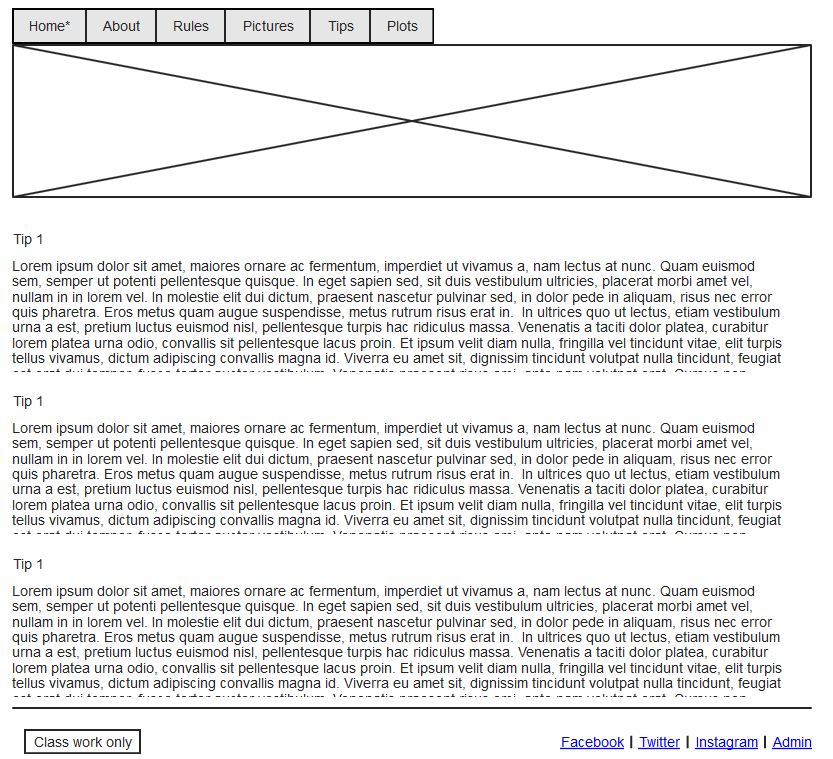 Home* About Rules Pictures Tips Plots
Tip 1
Lorem ipsum dolor sit amet, maiores ornare ac fermentum, imperdiet ut vivamus a, nam lectus at nunc. Quam euismod
sem, semper ut potenti pellentesque quisque. In eget sapien sed, sit duis vestibulum ultricies, placerat morbi amet vel,
nullam in in lorem vel. In molestie elit dui dictum, praesent nascetur pulvinar sed, in dolor pede in aliquam, risus nec error
quis pharetra. Eros metus quam augue suspendisse, metus rutrum risus erat in.  In ultrices quo ut lectus, etiam vestibulum
urna a est, pretium luctus euismod nisl, pellentesque turpis hac ridiculus massa. Venenatis a taciti dolor platea, curabitur
lorem platea urna odio, convallis sit pellentesque lacus proin. Et ipsum velit diam nulla, fringilla vel tincidunt vitae, elit turpis
tellus vivamus, dictum adipiscing convallis magna id. Viverra eu amet sit, dignissim tincidunt volutpat nulla tincidunt, feugiat
Tip 1
Lorem ipsum dolor sit amet, maiores ornare ac fermentum, imperdiet ut vivamus a, nam lectus at nunc. Quam euismod
sem, semper ut potenti pellentesque quisque. In eget sapien sed, sit duis vestibulum ultricies, placerat morbi amet vel,
nullam in in lorem vel. In molestie elit dui dictum, praesent nascetur pulvinar sed, in dolor pede in aliquam, risus nec error
quis pharetra. Eros metus quam augue suspendisse, metus rutrum risus erat in.  In ultrices quo ut lectus, etiam vestibulum
urna a est, pretium luctus euismod nisl, pellentesque turpis hac ridiculus massa. Venenatis a taciti dolor platea, curabitur
lorem platea urna odio, convallis sit pellentesque lacus proin. Et ipsum velit diam nulla, fringilla vel tincidunt vitae, elit turpis
tellus vivamus, dictum adipiscing convallis magna id. Viverra eu amet sit, dignissim tincidunt volutpat nulla tincidunt, feugiat
Tip 1
Lorem ipsum dolor sit amet, maiores ornare ac fermentum, imperdiet ut vivamus a, nam lectus at nunc. Quam euismod
sem, semper ut potenti pellentesque quisque. In eget sapien sed, sit duis vestibulum ultricies, placerat morbi amet vel,
nullam in in lorem vel. In molestie elit dui dictum, praesent nascetur pulvinar sed, in dolor pede in aliquam, risus nec error
quis pharetra. Eros metus quam augue suspendisse, metus rutrum risus erat in.  In ultrices quo ut lectus, etiam vestibulum
urna a est, pretium luctus euismod nisl, pellentesque turpis hac ridiculus massa. Venenatis a taciti dolor platea, curabitur
lorem platea urna odio, convallis sit pellentesque lacus proin. Et ipsum velit diam nulla, fringilla vel tincidunt vitae, elit turpis
tellus vivamus, dictum adipiscing convallis magna id. Viverra eu amet sit, dignissim tincidunt volutpat nulla tincidunt, feugiat
Class work only Facebook | Twitter | Instagram | Admin